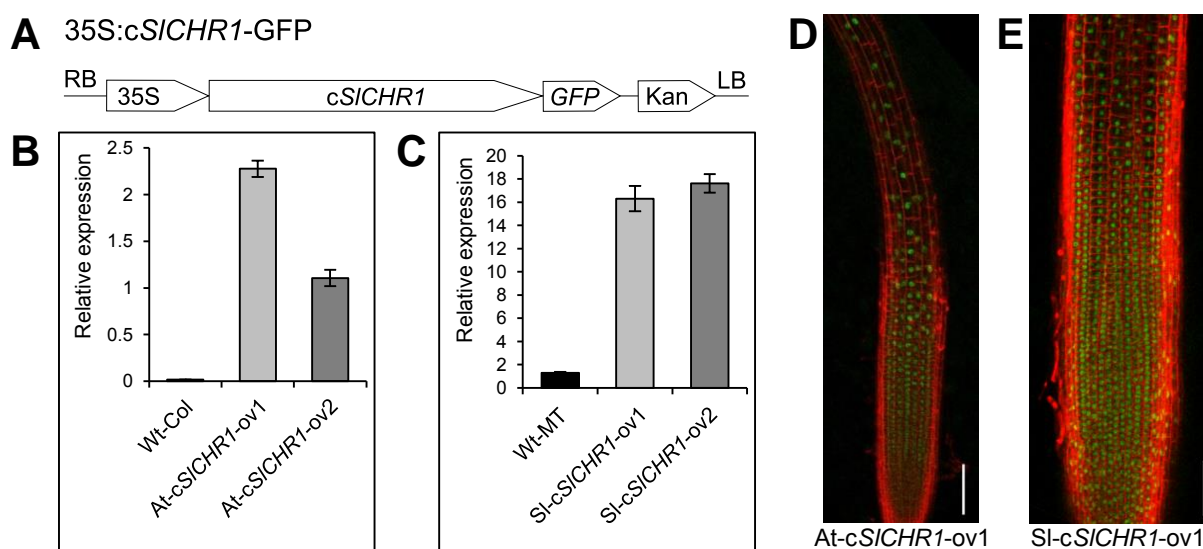 A 35S:cSlCHR1-GFP
RB 35S cSlCHR1 GFP Kan LB
B
Relative expression
2.5
2
1.5
1
0.5
0
Wt-Col
At-cSlCHR1-ov1
At-cSlCHR1-ov2
C
Relative expression
20
18
16
14
12
10
8
6
4
2
0
Wt-MT
Sl-cSlCHR1-ov1
Sl-cSlCHR1-ov2
D
At-cSlCHR1-ov1
E
Sl-cSlCHR1-ov1